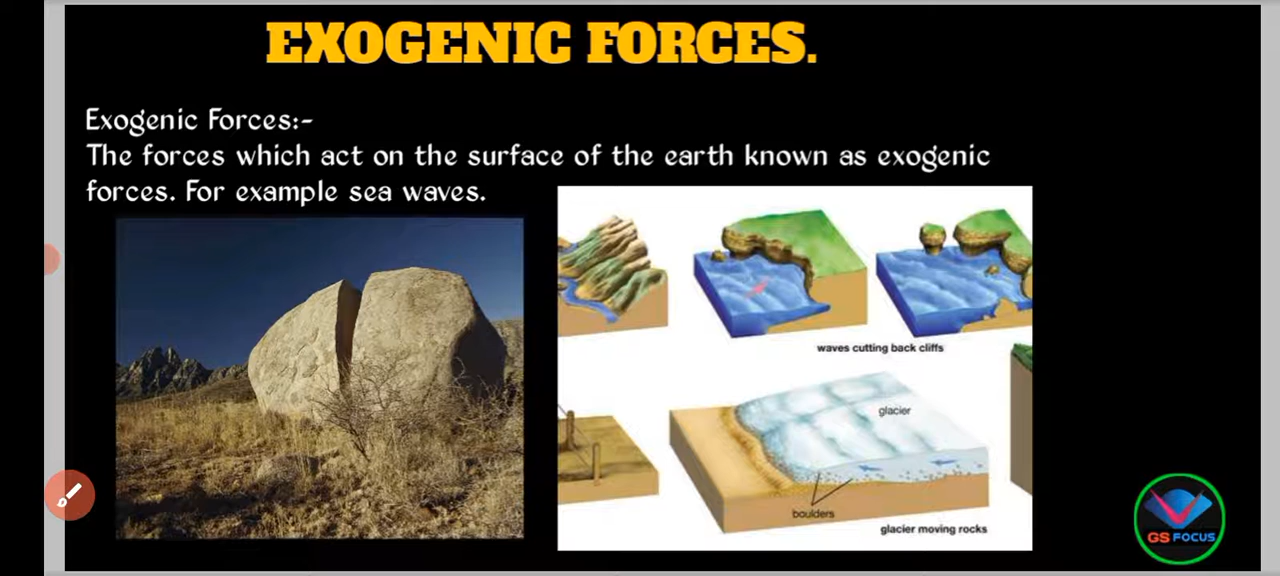 EXOGENIC FORCES.
Exogenic Forces:-
The forces which act on the surface of the earth known as exogenic
forces. For example sea waves.
waves cutting back cliffs
glacier
boulders
glacier moving rocks
GS FOCUS